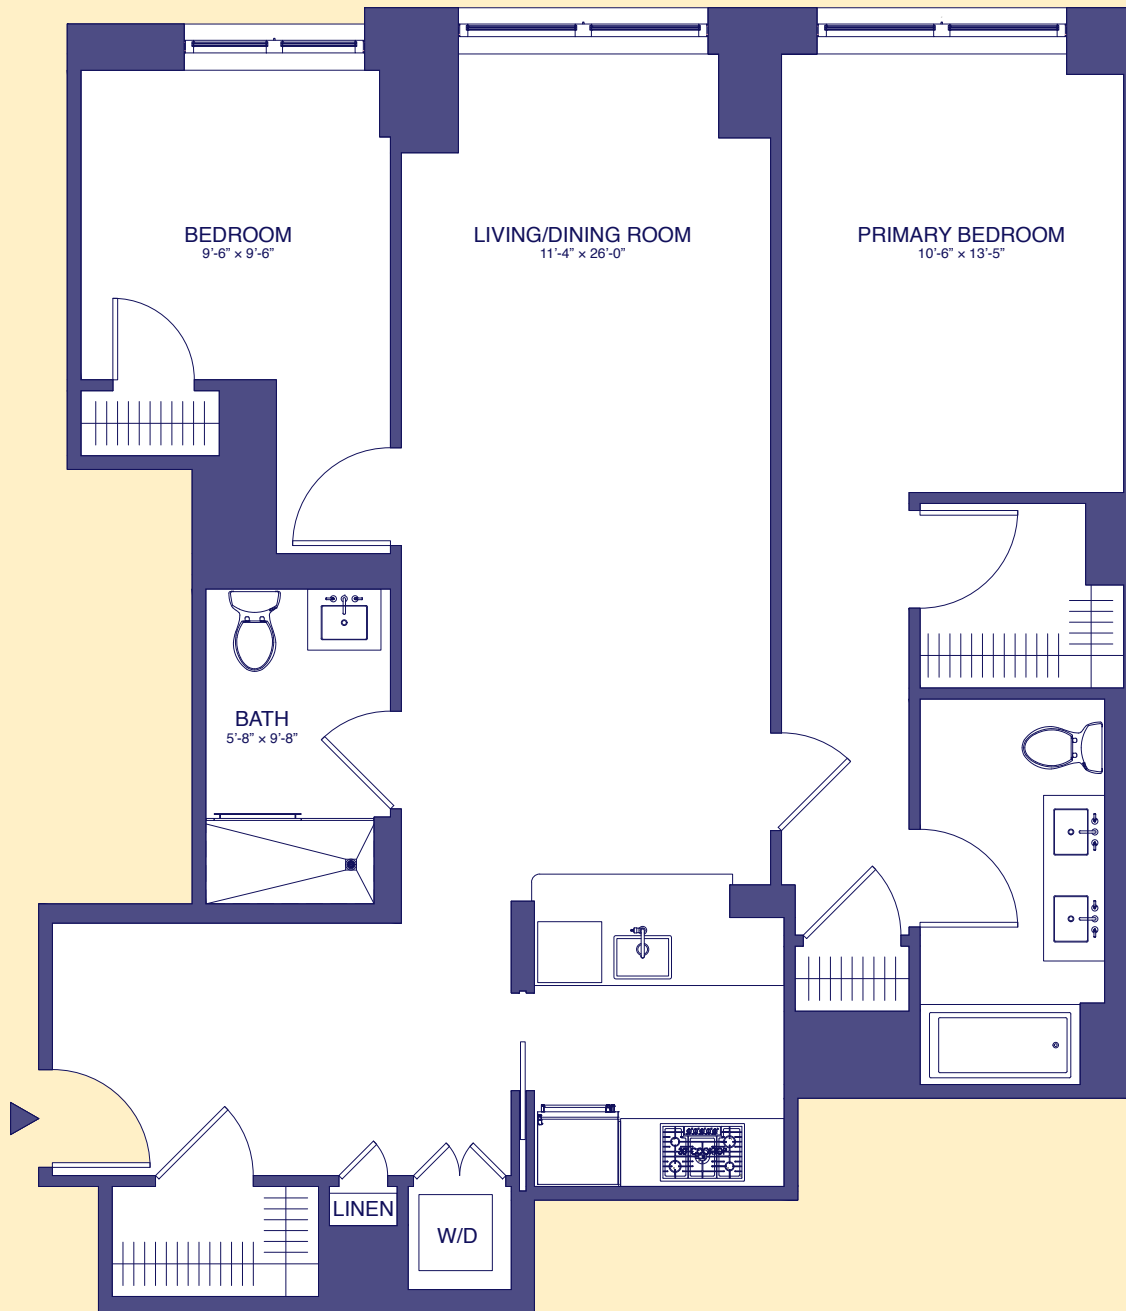 BEDROOM
9’-6” × 9’-6”
LIVING/DINING ROOM
11’-4” × 26’-0”
PRIMARY BEDROOM
10’-6” × 13’-5”
BATH
5’-8” × 9’-8”
LINEN
W/D